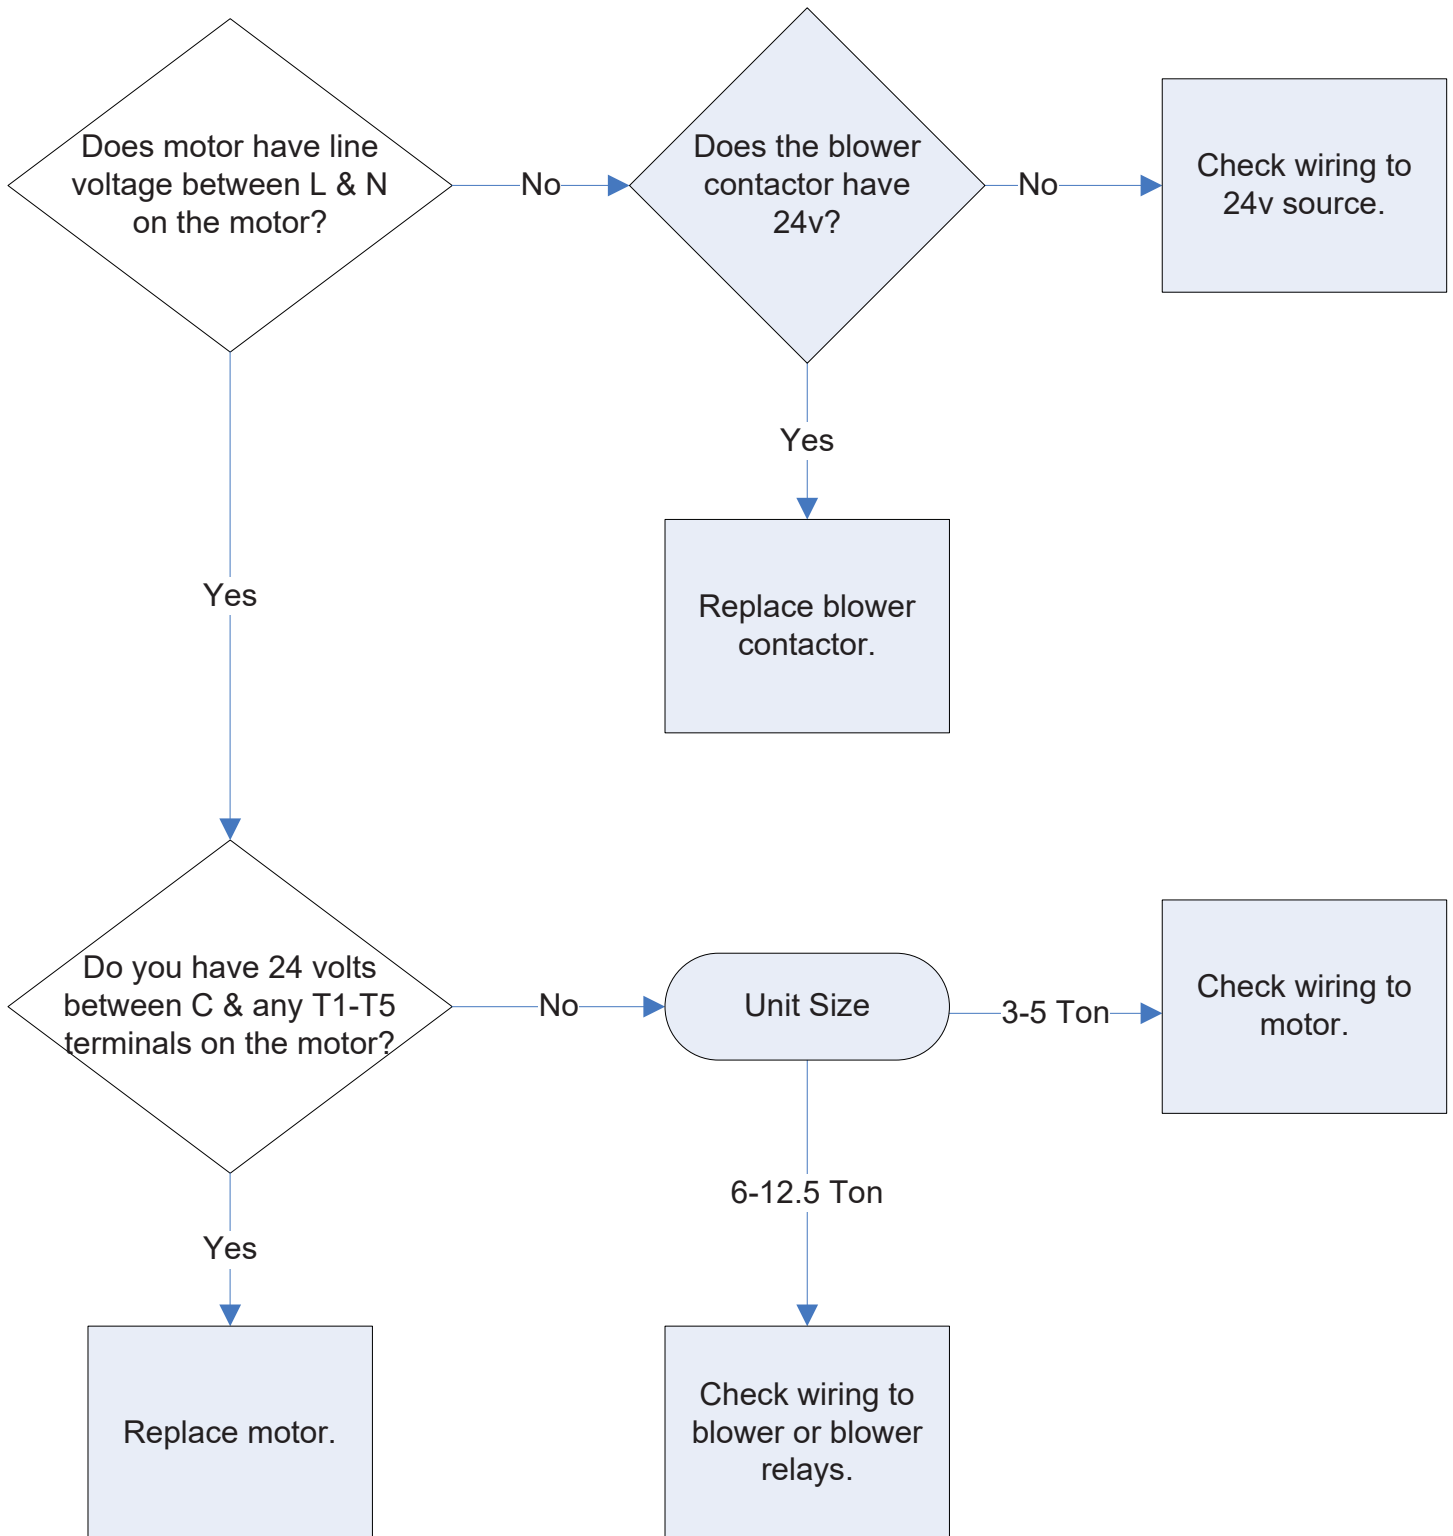 Does motor have line
voltage between L & N
on the motor?
No
Does the blower
contactor have
24v?
No
Check wiring to
24v source.
Yes
Replace blower
contactor.
Yes
Do you have 24 volts
between C & any T1-T5
terminals on the motor?
No
Unit Size
3-5 Ton
Check wiring to
motor.
6-12.5 Ton
Yes
Replace motor.
Check wiring to
blower or blower
relays.